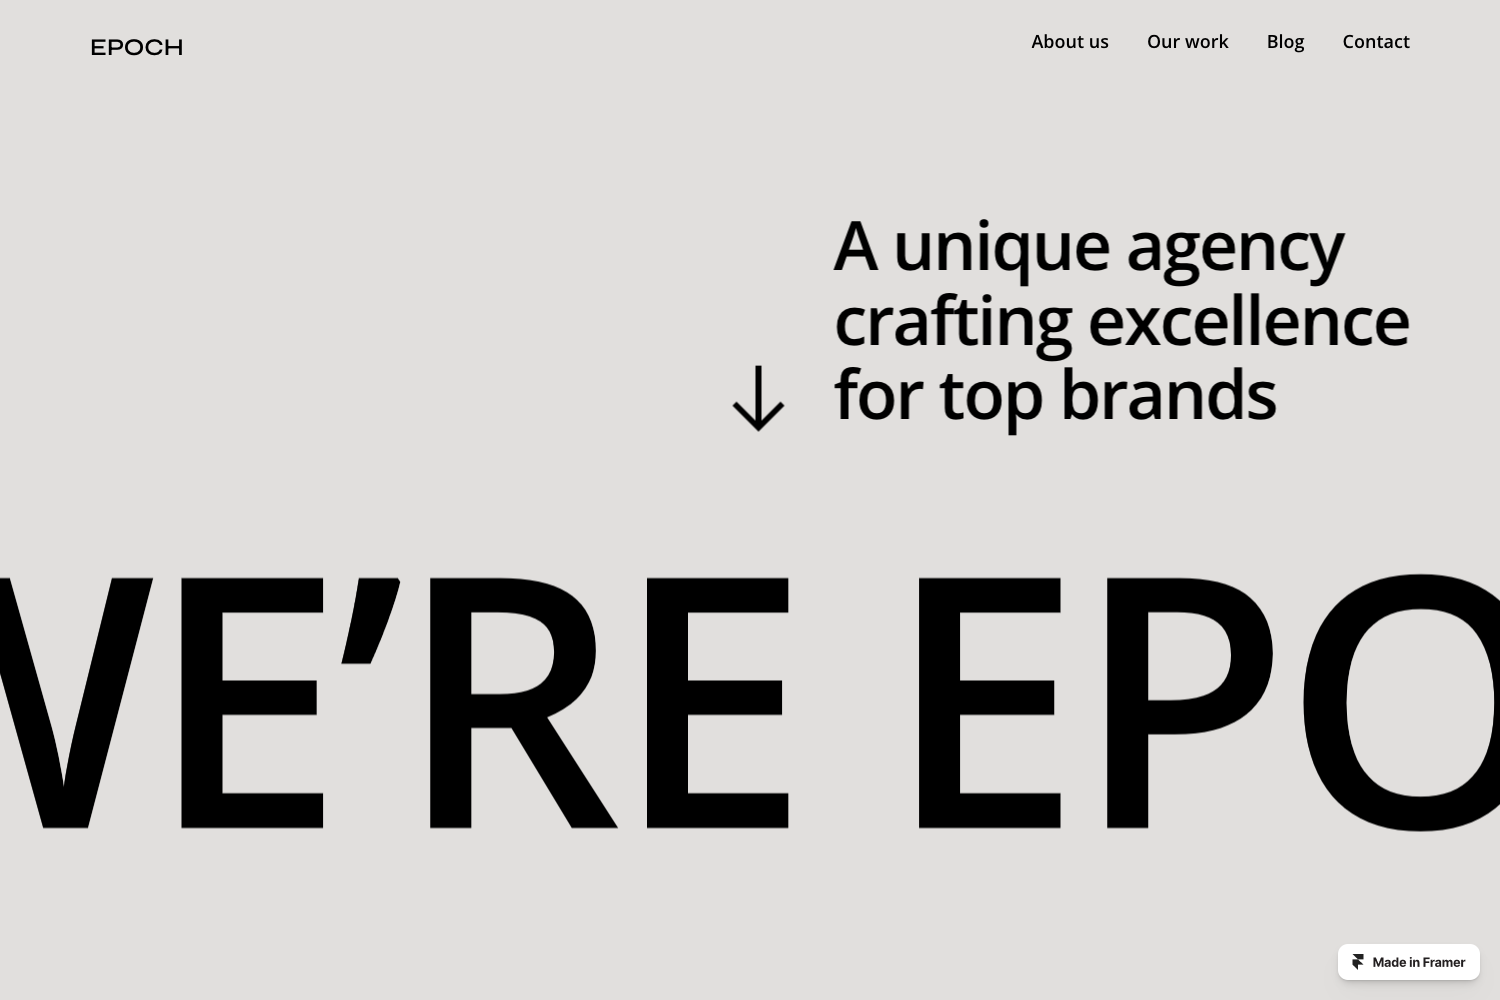 EPOCH
About us
Our work
Blog
Contact
A unique agency
crafting excellence
for top brands
WE’RE EPO
Made in Framer